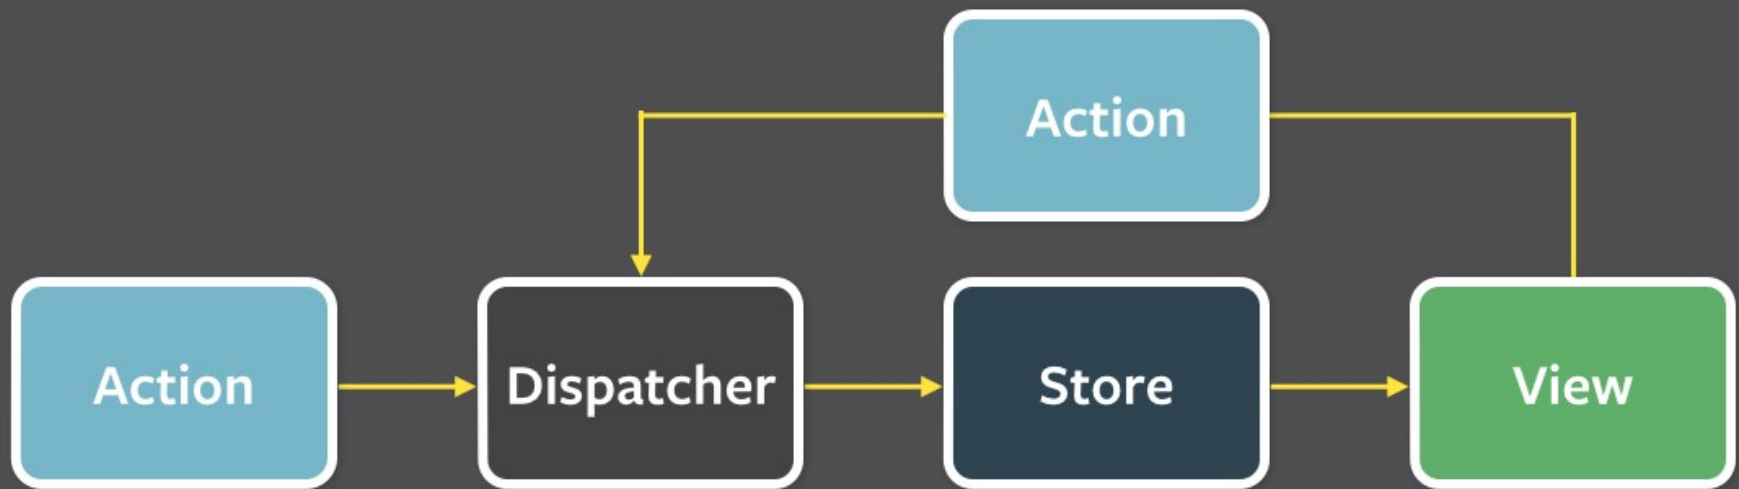 Action
Action
Dispatcher
Store
View